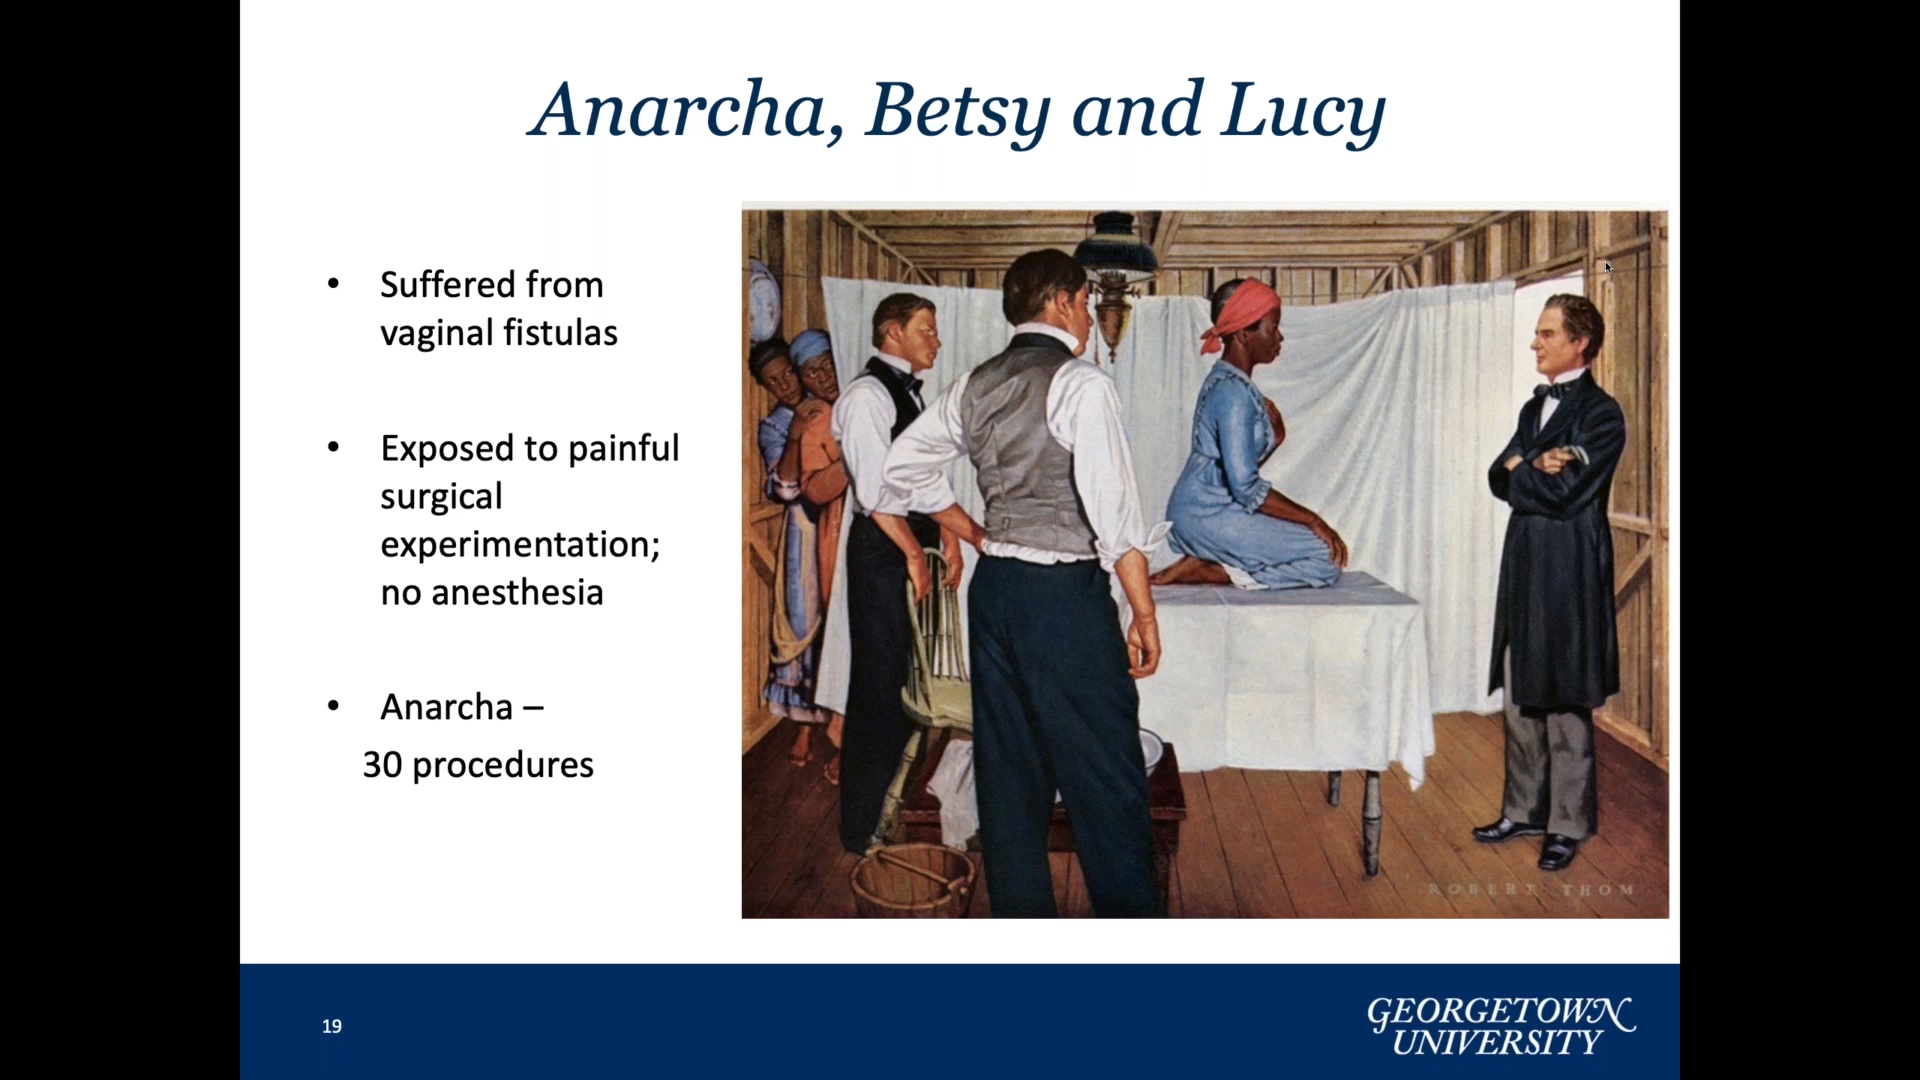 Anarcha, Betsy and Lucy
• Suffered from
vaginal fistulas
• Exposed to painful
surgical
experimentation;
no anesthesia
• Anarcha –
30 procedures
ROBERT THOM
19
GEORGETOWN
UNIVERSITY